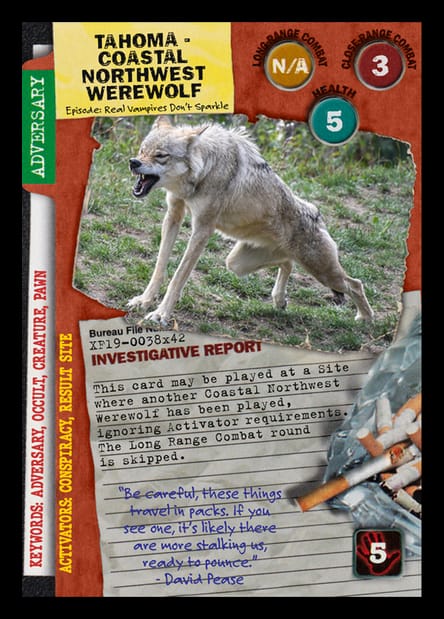 TAHOMA -
COASTAL
NORTHWEST
WEREWOLF
Episode: Real Vampires Don't Sparkle
LONG-RANGE COMBAT
N/A
CLOSE-RANGE COMBAT
3
HEALTH
5
ADVERSARY
KEYWORDS: ADVERSARY, OCCULT, CREATURE, PAWN
ACTIVATORS: CONSPIRACY, RESULT SITE
Bureau File
XF19-0038x42
INVESTIGATIVE REPORT
This card may be played at a Site
where another Coastal Northwest
Werewolf has been played,
ignoring Activator requirements.
The Long Range Combat round
is skipped.
"Be careful, these things
travel in packs. If you
see one, it's likely there
are more stalking us,
ready to pounce."
- David Pease
5